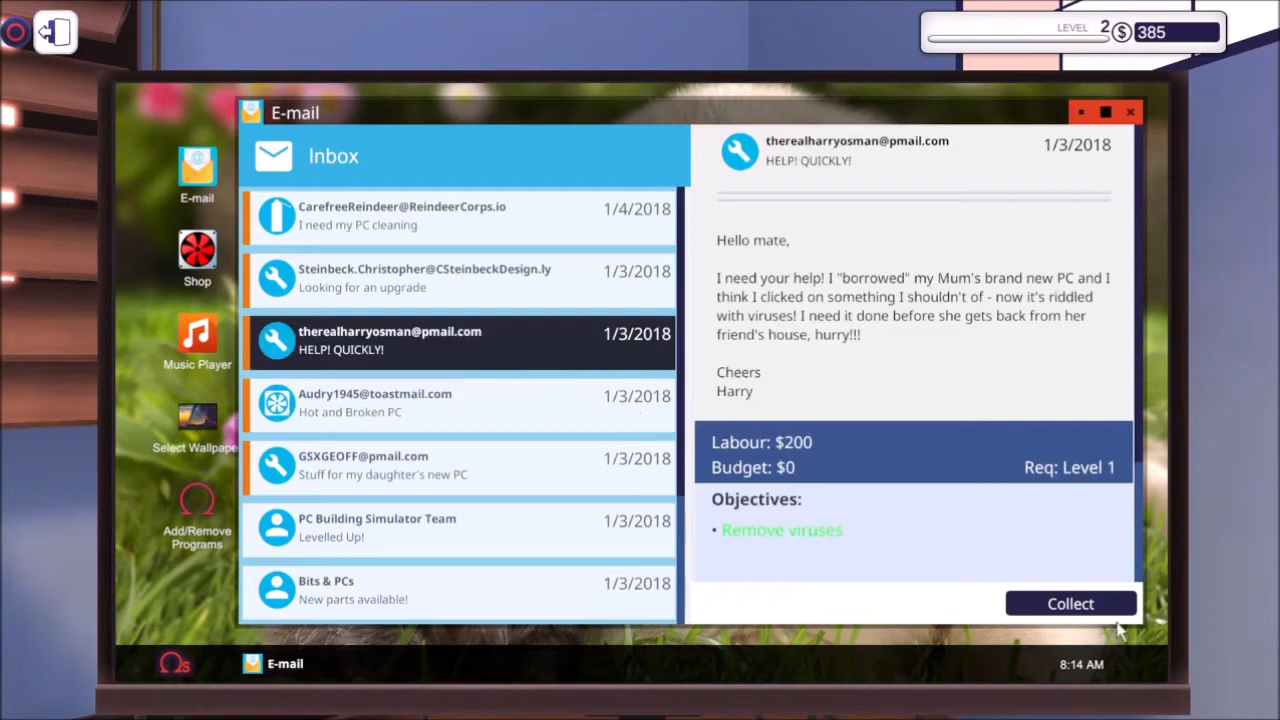 LEVEL 2 $ 385
E-mail
Inbox
CarefreeReindeer@ReindeerCorps.io 1/4/2018
I need my PC cleaning
Steinbeck.Christopher@CSteinbeckDesign.ly 1/3/2018
Looking for an upgrade
therealharryosman@pmail.com 1/3/2018
HELP! QUICKLY!
Audry1945@toastmail.com 1/3/2018
Hot and Broken PC
GSXGEOFF@pmail.com 1/3/2018
Stuff for my daughter's new PC
PC Building Simulator Team 1/3/2018
Levelled Up!
Bits & PCs 1/3/2018
New parts available!
therealharryosman@pmail.com 1/3/2018
HELP! QUICKLY!
Hello mate,
I need your help! I "borrowed" my Mum's brand new PC and I
think I clicked on something I shouldn't of - now it's riddled
with viruses! I need it done before she gets back from her
friend's house, hurry!!!
Cheers
Harry
Labour: $200
Budget: $0 Req: Level 1
Objectives:
• Remove viruses
Collect
E-mail
Shop
Music Player
Select Wallpape
Add/Remove
Programs
Ωs E-mail 8:14 AM